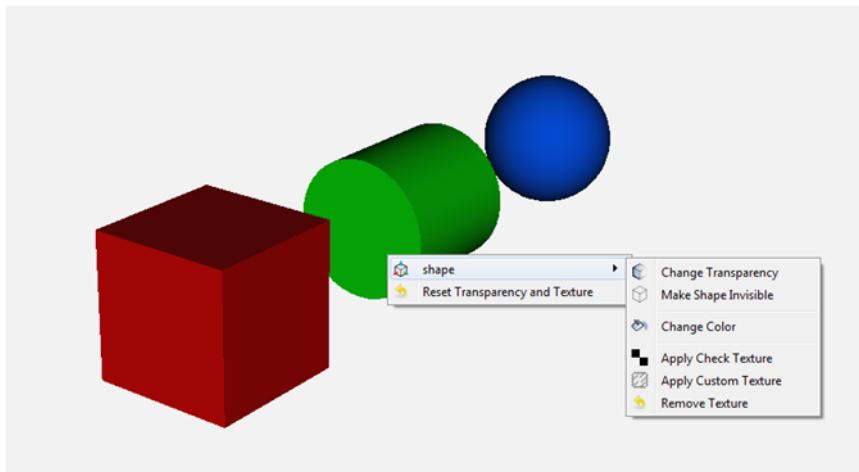 shape
Reset Transparency and Texture
Change Transparency
Make Shape Invisible
Change Color
Apply Check Texture
Apply Custom Texture
Remove Texture